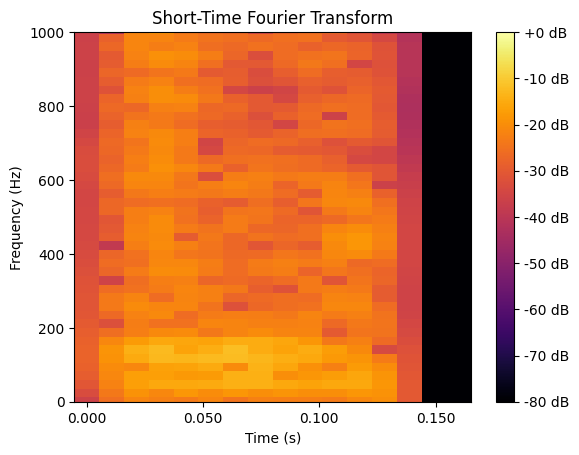 Short-Time Fourier Transform
1000
800
600
400
200
0
Frequency (Hz)
0.000
0.050
0.100
0.150
Time (s)
+0 dB
-10 dB
-20 dB
-30 dB
-40 dB
-50 dB
-60 dB
-70 dB
-80 dB